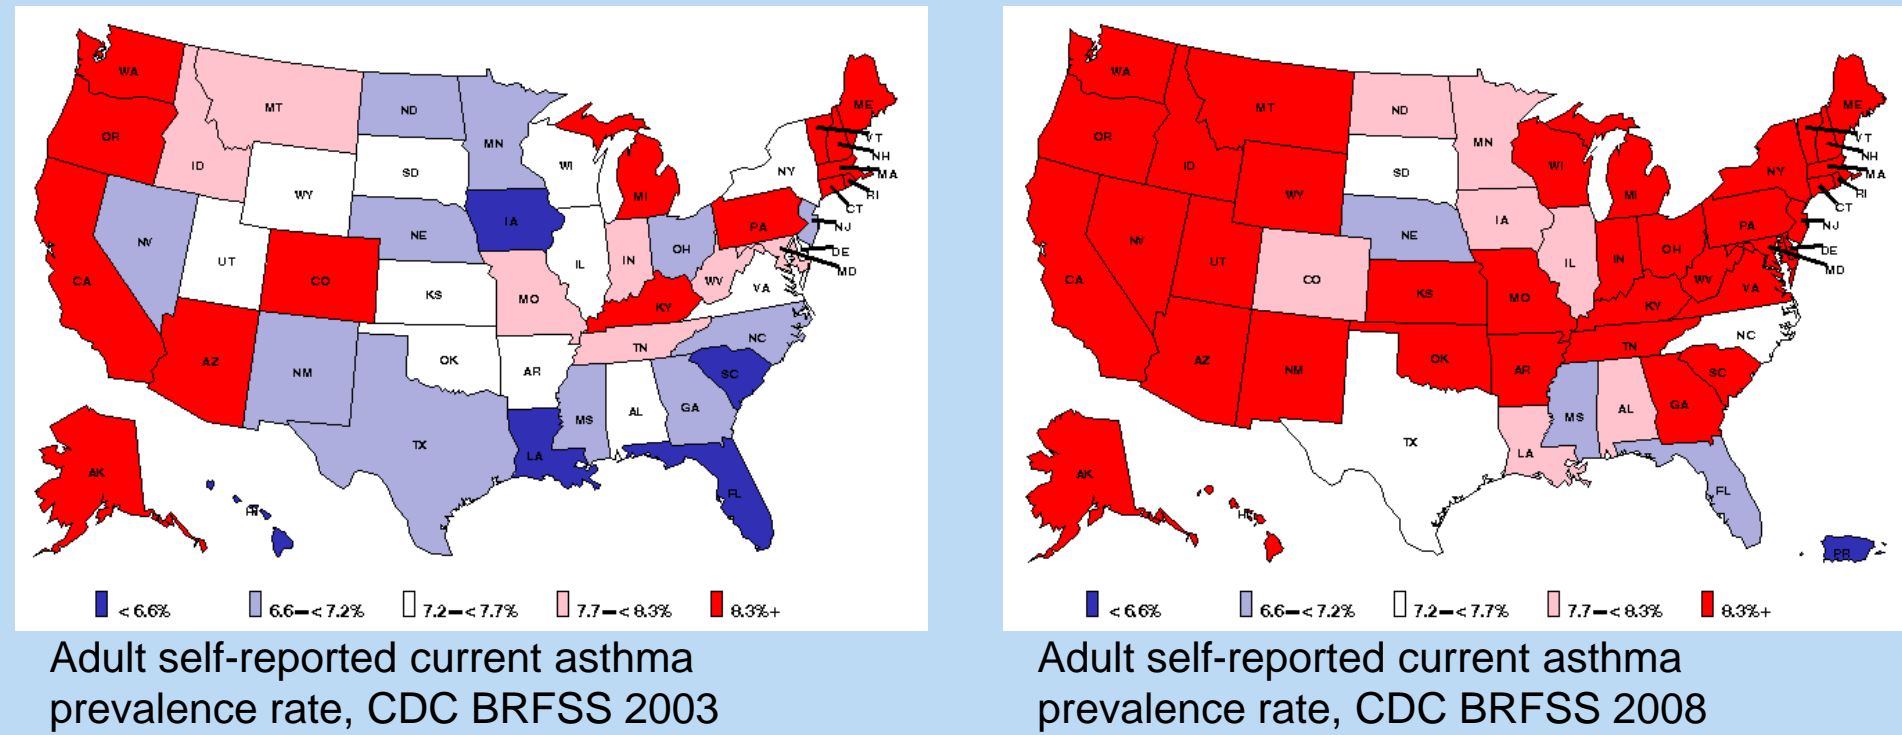 WA
ME
MT
ND
OR
VT
MN
NH
ID
SD
WI
NY
MA
RI
WY
MI
CT
IA
PA
NJ
NV
NE
OH
DE
UT
IL
IN
MD
CA
CO
WV
VA
KS
MO
KY
NC
TN
AZ
OK
NM
AR
SC
AL
GA
MS
TX
LA
AK
FL
HI
< 6.6% 6.6–< 7.2% 7.2–< 7.7% 7.7–< 8.3% 8.3%+
Adult self-reported current asthma
prevalence rate, CDC BRFSS 2003
WA
ME
MT
ND
OR
VT
MN
NH
ID
SD
WI
NY
MA
RI
WY
MI
CT
IA
PA
NJ
NV
NE
OH
DE
UT
IL
IN
MD
CA
CO
WV
VA
KS
MO
KY
NC
TN
AZ
OK
NM
AR
SC
AL
GA
MS
TX
LA
AK
FL
HI
PR
< 6.6% 6.6–< 7.2% 7.2–< 7.7% 7.7–< 8.3% 8.3%+
Adult self-reported current asthma
prevalence rate, CDC BRFSS 2008